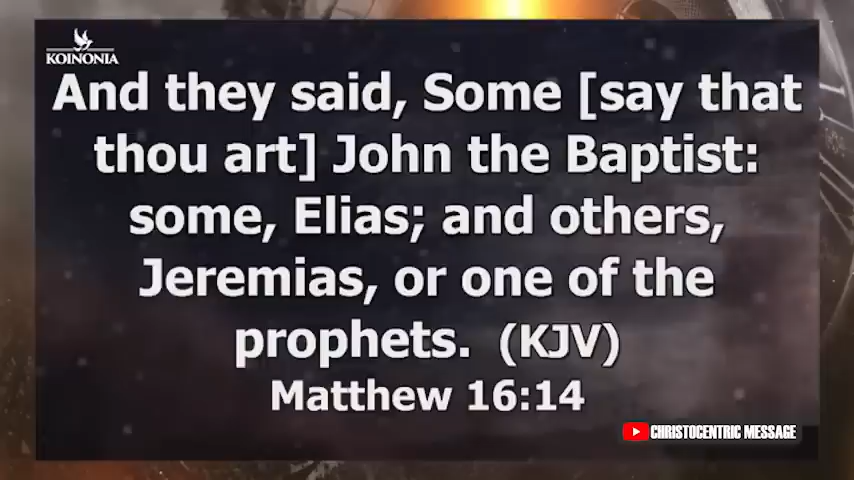 KOINONIA
And they said, Some [say that
thou art] John the Baptist:
some, Elias; and others,
Jeremias, or one of the
prophets. (KJV)
Matthew 16:14
CHRISTOCENTRIC MESSAGE